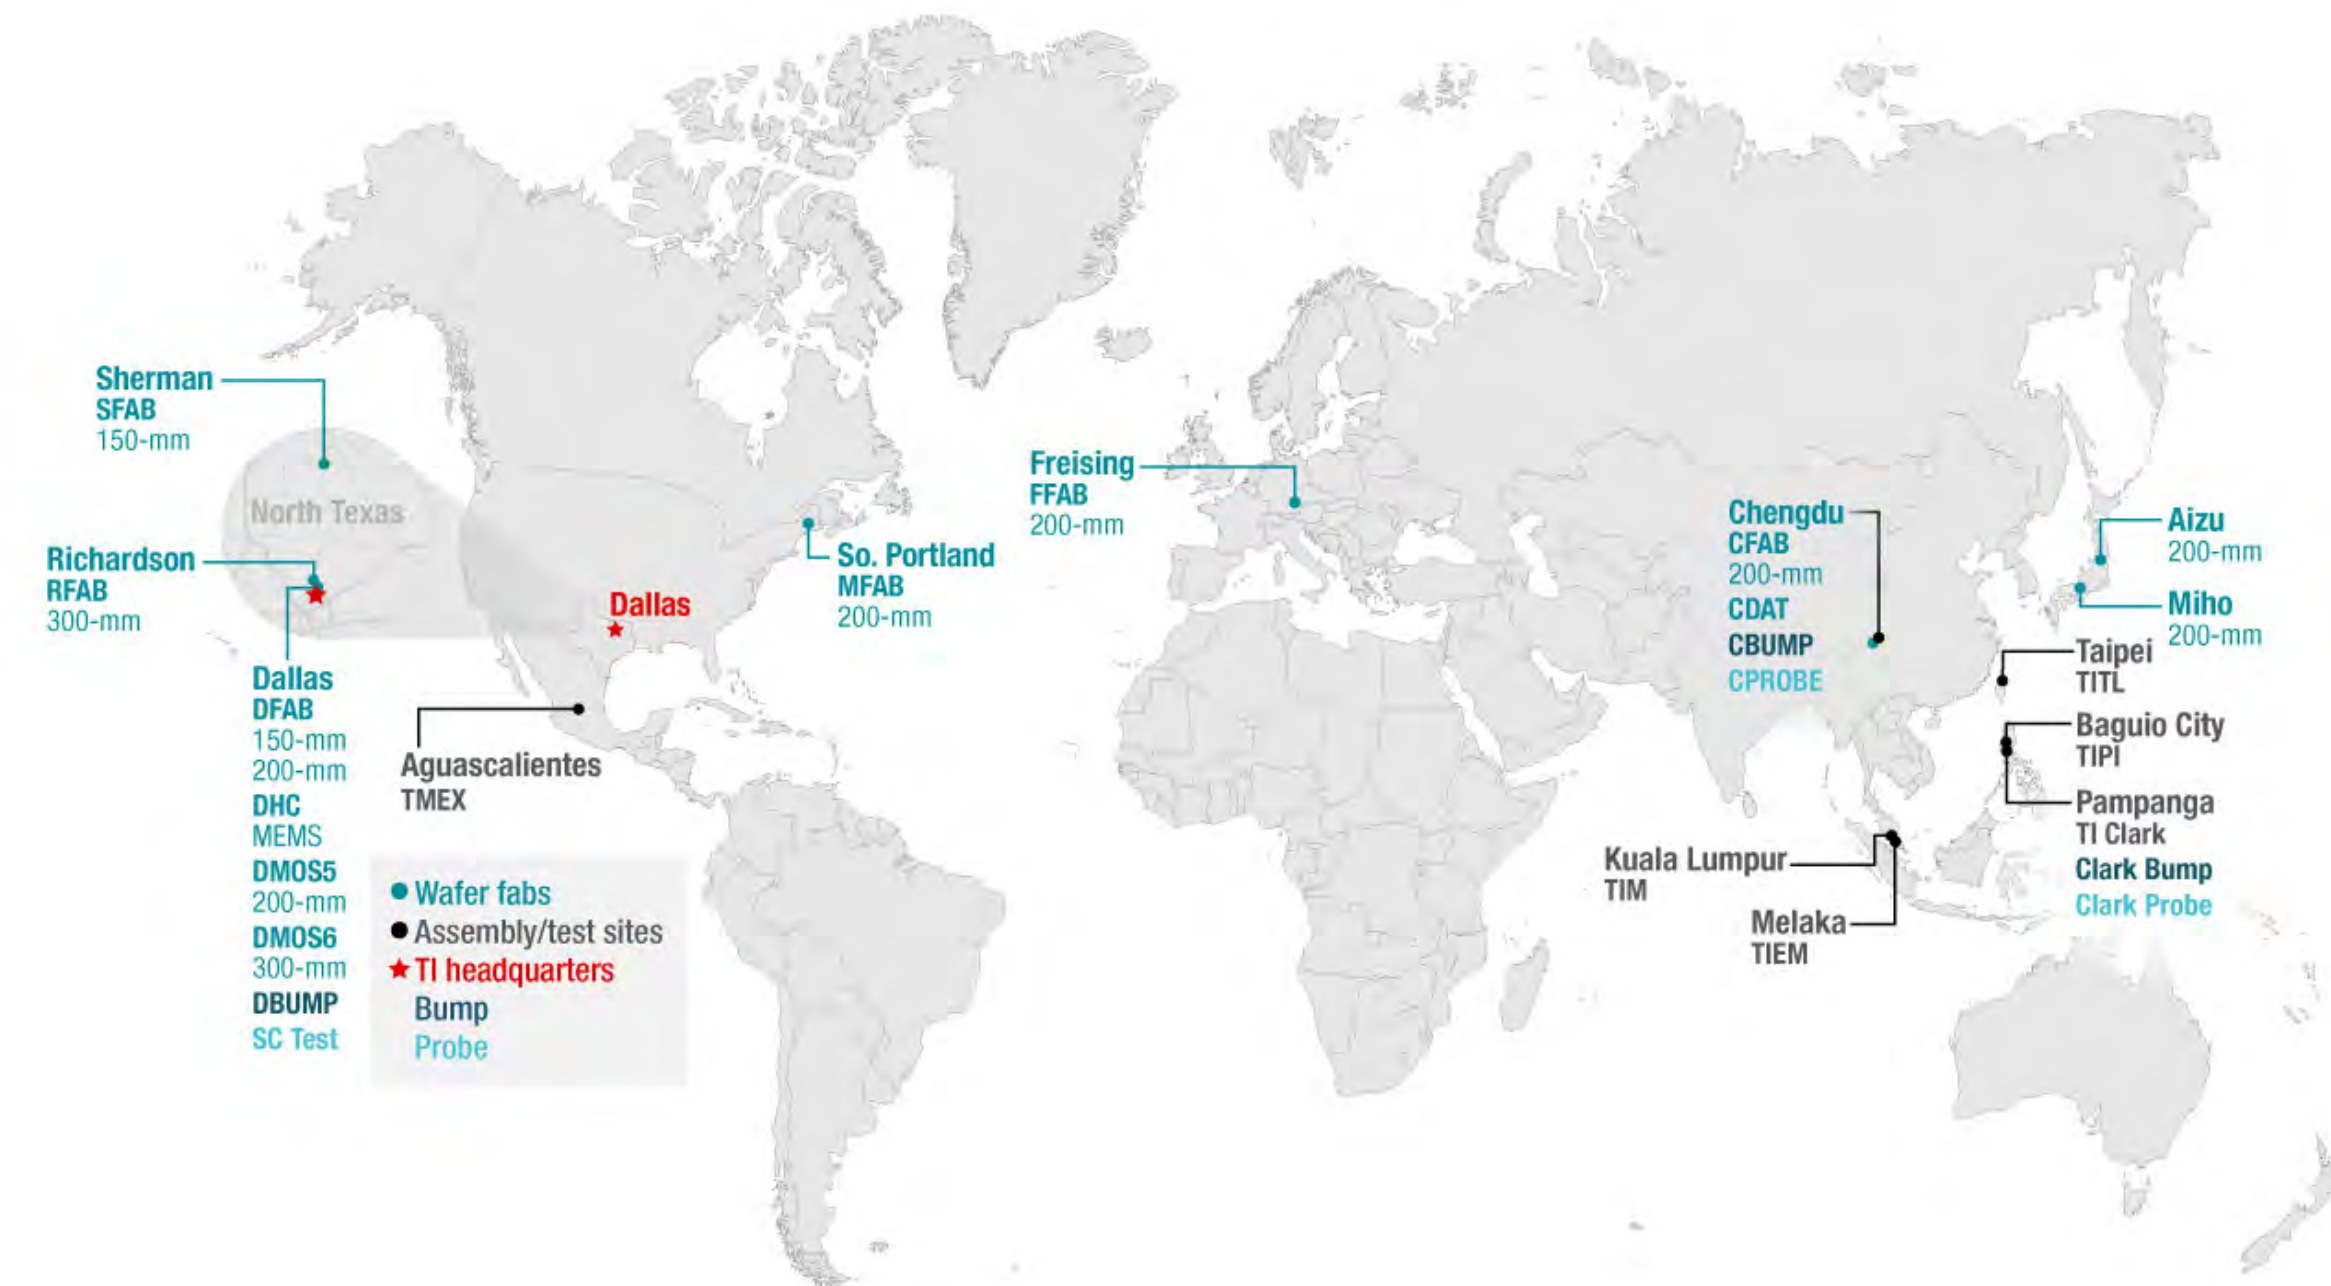 Sherman
SFAB
150-mm
North Texas
Richardson
RFAB
300-mm
Dallas
DFAB
150-mm
200-mm
DHC
MEMS
DMOS5
200-mm
DMOS6
300-mm
DBUMP
SC Test
Dallas
So. Portland
MFAB
200-mm
Aguascalientes
TMEX
Wafer fabs
Assembly/test sites
TI headquarters
Bump
Probe
Freising
FFAB
200-mm
Chengdu
CFAB
200-mm
CDAT
CBUMP
CPROBE
Aizu
200-mm
Miho
200-mm
Taipei
TITL
Baguio City
TIPI
Pampanga
TI Clark
Clark Bump
Clark Probe
Kuala Lumpur
TIM
Melaka
TIEM